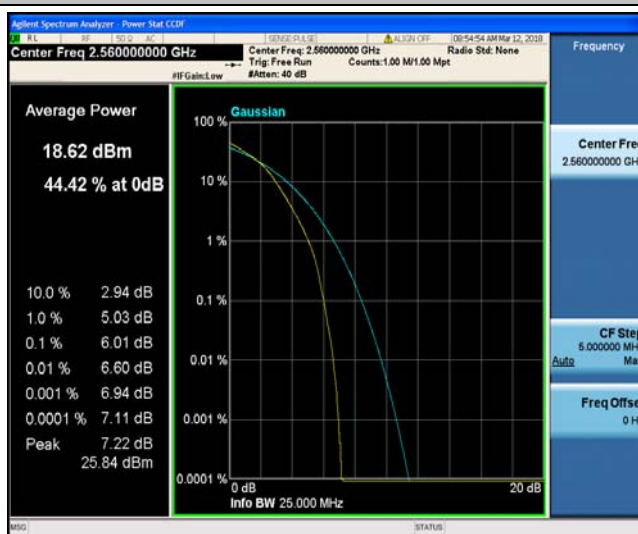 Agilent Spectrum Analyzer - Power Stat CCDF
RL RF 50 Ω AC SENSE:PULSE ALIGN OFF 08:54:54 AM Mar 12, 2018
Center Freq 2.560000000 GHz
Center Freq: 2.560000000 GHz Radio Std: None
Trig: Free Run Counts:1.00 M/1.00 Mpt
#IFGain:Low #Atten: 40 dB
Frequency
Average Power
18.62 dBm
44.42 % at 0dB
10.0 % 2.94 dB
1.0 % 5.03 dB
0.1 % 6.01 dB
0.01 % 6.60 dB
0.001 % 6.94 dB
0.0001 % 7.11 dB
Peak 7.22 dB
25.84 dBm
Gaussian
100 %
10 %
1 %
0.1 %
0.01 %
0.001 %
0.0001 %
0 dB 20 dB
Info BW 25.000 MHz
Center Fre
2.560000000 GH
CF Step
5.000000 MH
Auto Ma
Freq Offse
0 H
MSG STATUS